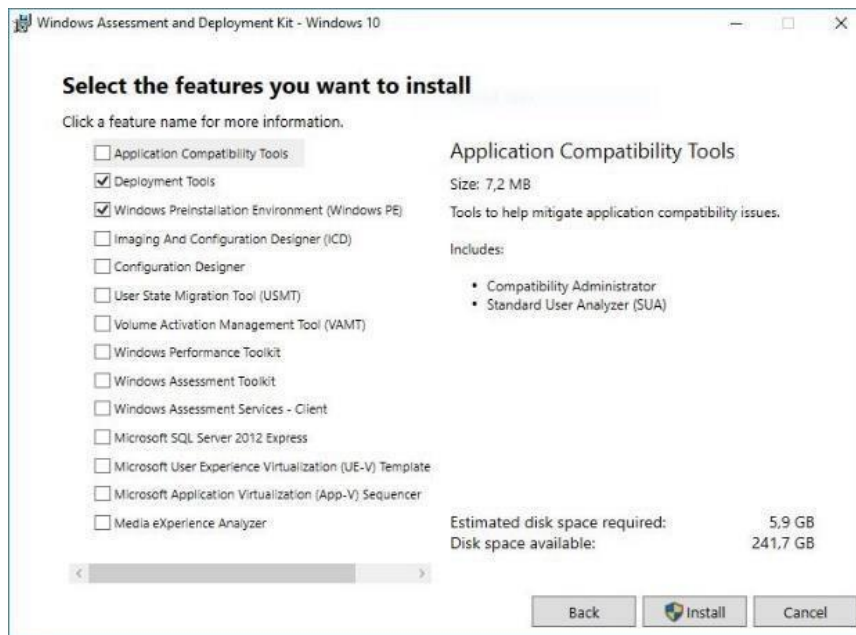 Windows Assessment and Deployment Kit - Windows 10
Select the features you want to install
Click a feature name for more information.
Application Compatibility Tools
Deployment Tools
Windows Preinstallation Environment (Windows PE)
Imaging And Configuration Designer (ICD)
Configuration Designer
User State Migration Tool (USMT)
Volume Activation Management Tool (VAMT)
Windows Performance Toolkit
Windows Assessment Toolkit
Windows Assessment Services - Client
Microsoft SQL Server 2012 Express
Microsoft User Experience Virtualization (UE-V) Template
Microsoft Application Virtualization (App-V) Sequencer
Media eXperience Analyzer
Application Compatibility Tools
Size: 7,2 MB
Tools to help mitigate application compatibility issues.
Includes:
• Compatibility Administrator
• Standard User Analyzer (SUA)
Estimated disk space required: 5,9 GB
Disk space available: 241,7 GB
Back Install Cancel